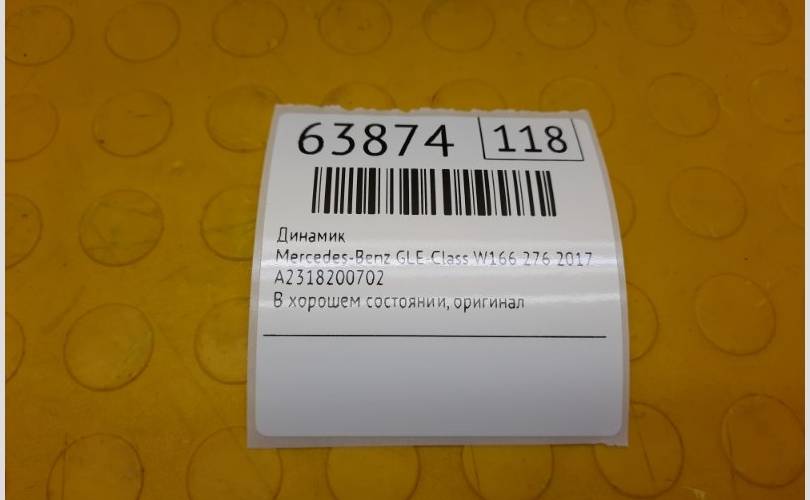 63874 118
Динамик
Mercedes-Benz GLE-Class W166 276 2017
A2318200702
В хорошем состоянии, оригинал